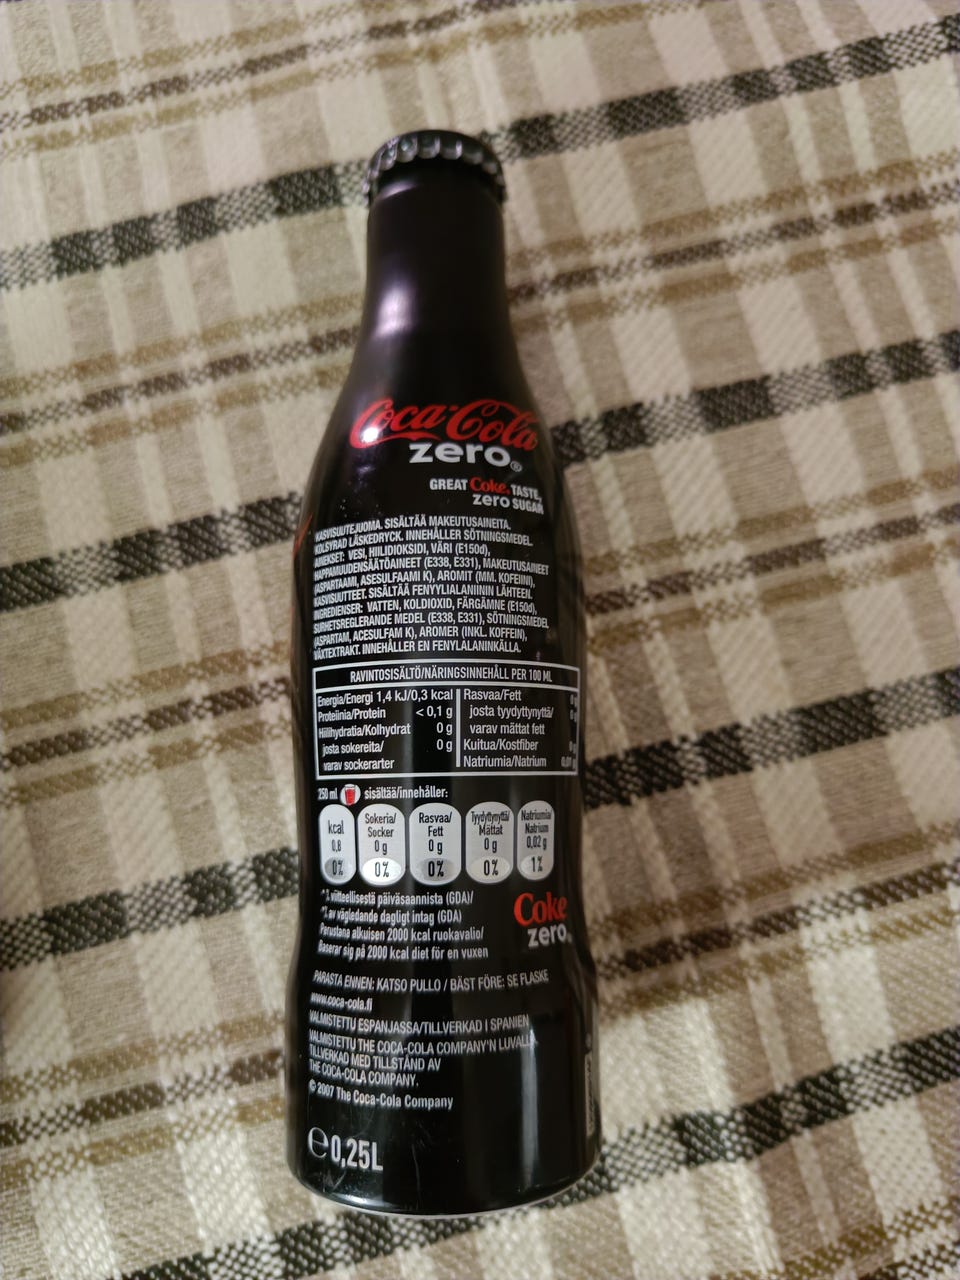 Coca-Cola
zero®
GREAT Coke® TASTE,
zero SUGAR
KASVISUUTEJUOMA. SISÄLTÄÄ MAKEUTUSAINEITA.
KOLSYRAD LÄSKEDRYCK. INNEHÅLLER SÖTNINGSMEDEL.
AINEKSET: VESI, HIILIDIOKSIDI, VÄRI (E150d),
HAPPAMUUDENSÄÄTÖAINEET (E338, E331), MAKEUTUSAINEET
(ASPARTAAMI, ASESULFAAMI K), AROMIT (MM. KOFEIINI),
KASVISUUTTEET. SISÄLTÄÄ FENYYLIALANIININ LÄHTEEN.
INGREDIENSER: VATTEN, KOLDIOXID, FÄRGÄMNE (E150d),
SURHETSREGLERANDE MEDEL (E338, E331), SÖTNINGSMEDEL
(ASPARTAM, ACESULFAM K), AROMER (INKL. KOFFEIN),
VÄXTEXTRAKT. INNEHÅLLER EN FENYLALANINKÄLLA.
RAVINTOSISÄLTÖ/NÄRINGSINNEHÅLL PER 100 ML
Energia/Energi 1,4 kJ/0,3 kcal
Proteiinia/Protein <0,1 g
Hiilihydratia/Kolhydrat 0 g
josta sokereita/ 0 g
varav sockerarter
Rasvaa/Fett 0 g
josta tyydyttynyttä/ 0 g
varav mättat fett
Kuitua/Kostfiber 0 g
Natriumia/Natrium 0,01 g
250 ml sisältää/innehåller:
kcal
0,8
0%
Sokeria/
Socker
0 g
0%
Rasvaa/
Fett
0 g
0%
Tyydyttynyttä/
Mättat
0 g
0%
Natriumia/
Natrium
0,02 g
1%
* % viitteellisestä päiväsaannista (GDA)/
* % av vägledande dagligt intag (GDA)
Perustana aikuisen 2000 kcal ruokavalio/
Baserar sig på 2000 kcal diet för en vuxen
Coke
zero
PARASTA ENNEN: KATSO PULLO / BÄST FÖRE: SE FLASKE
www.coca-cola.fi
VALMISTETTU ESPANJASSA/TILLVERKAD I SPANIEN
VALMISTETTU THE COCA-COLA COMPANY'N LUVALLA
TILLVERKAD MED TILLSTÅND AV
THE COCA-COLA COMPANY.
© 2007 The Coca-Cola Company
℮ 0,25L